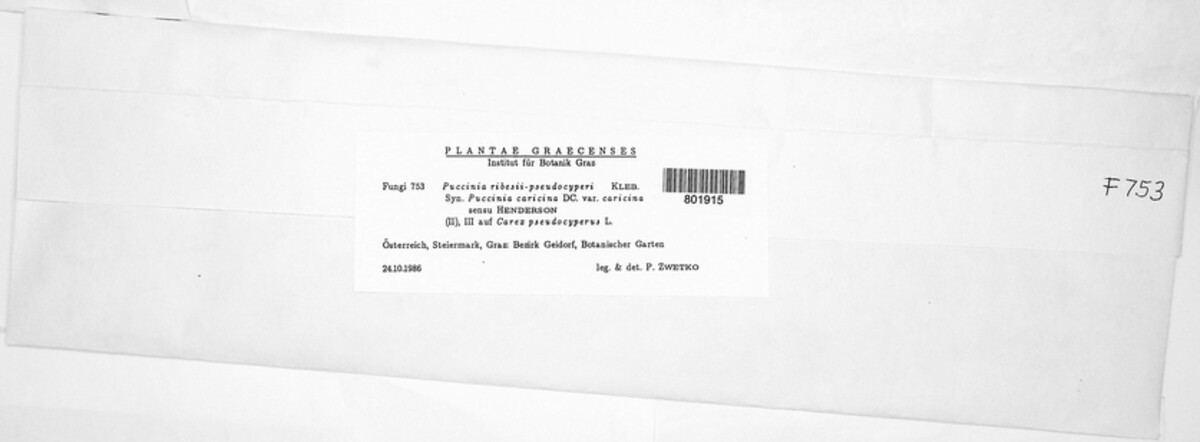 PLANTAE GRAECENSES
Institut für Botanik Graz
Fungi 753 Puccinia ribesii-pseudocyperi KLEB.
Syn. Puccinia caricina DC. var. caricina
sensu HENDERSON
(II), III auf Carex pseudocyperus L.
801915
Österreich, Steiermark, Graz: Bezirk Geidorf, Botanischer Garten
24.10.1986 leg. & det. P. ZWETKO
F 753